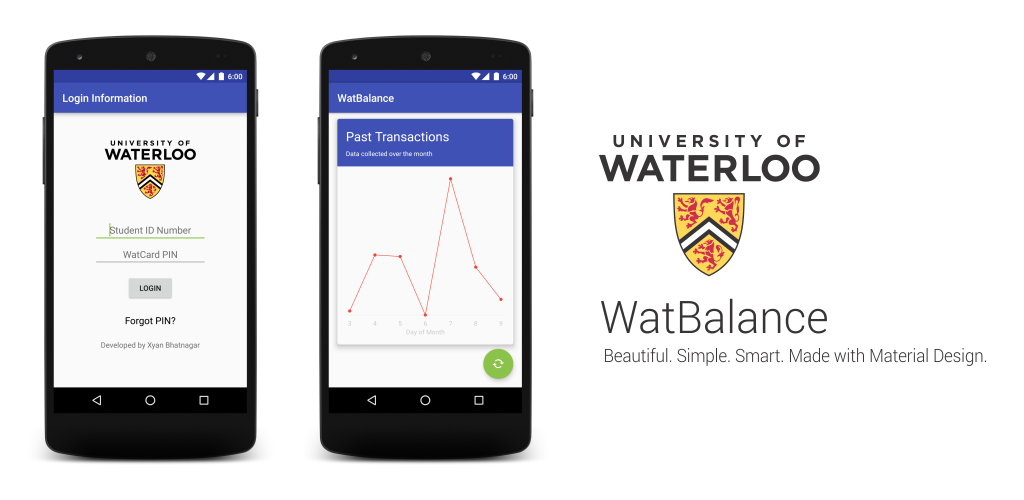 6:00
Login Information
UNIVERSITY OF
WATERLOO
Student ID Number
WatCard PIN
LOGIN
Forgot PIN?
Developed by Xyan Bhatnagar
6:00
WatBalance
Past Transactions
Data collected over the month
3 4 5 6 7 8 9
Day of Month
UNIVERSITY OF
WATERLOO
WatBalance
Beautiful. Simple. Smart. Made with Material Design.